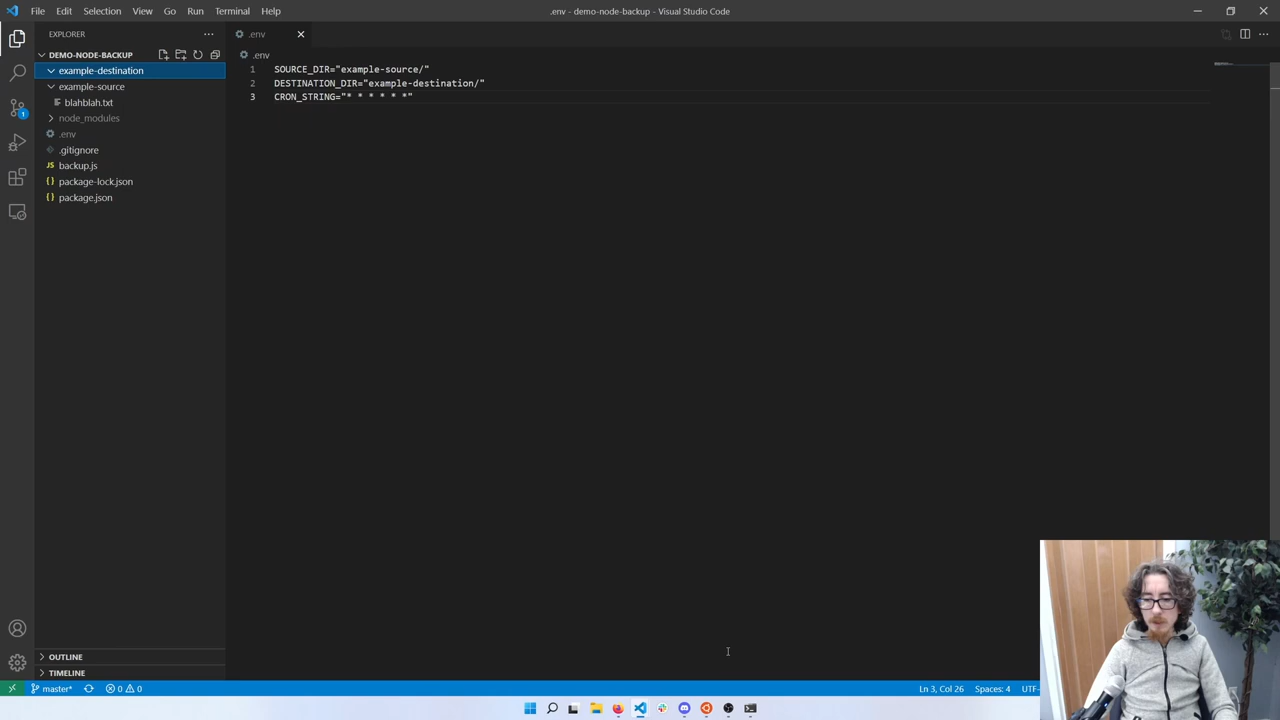 File Edit Selection View Go Run Terminal Help
.env - demo-node-backup - Visual Studio Code
EXPLORER
DEMO-NODE-BACKUP
example-destination
example-source
blahblah.txt
node_modules
.env
.gitignore
JS backup.js
{ } package-lock.json
{ } package.json
OUTLINE
TIMELINE
.env
.env
1 SOURCE_DIR="example-source/"
2 DESTINATION_DIR="example-destination/"
3 CRON_STRING="* * * * * *"
1
master* 0 0
Ln 3, Col 26 Spaces: 4 UTF-